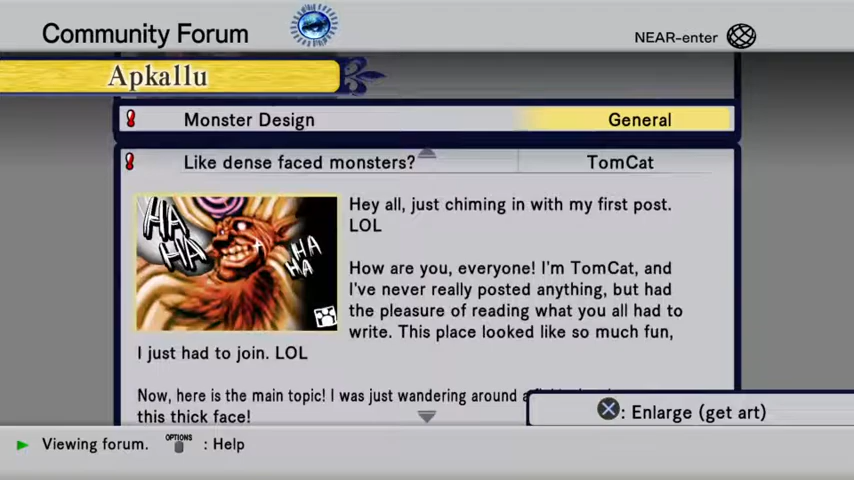 Community Forum
NEAR-enter
Apkallu
Monster Design
General
Like dense faced monsters?
TomCat
HA
HA
HA
HA
Hey all, just chiming in with my first post.
LOL
How are you, everyone! I'm TomCat, and
I've never really posted anything, but had
the pleasure of reading what you all had to
write. This place looked like so much fun,
I just had to join. LOL
Now, here is the main topic! I was just wandering around a
this thick face!
: Enlarge (get art)
Viewing forum.
OPTIONS
: Help